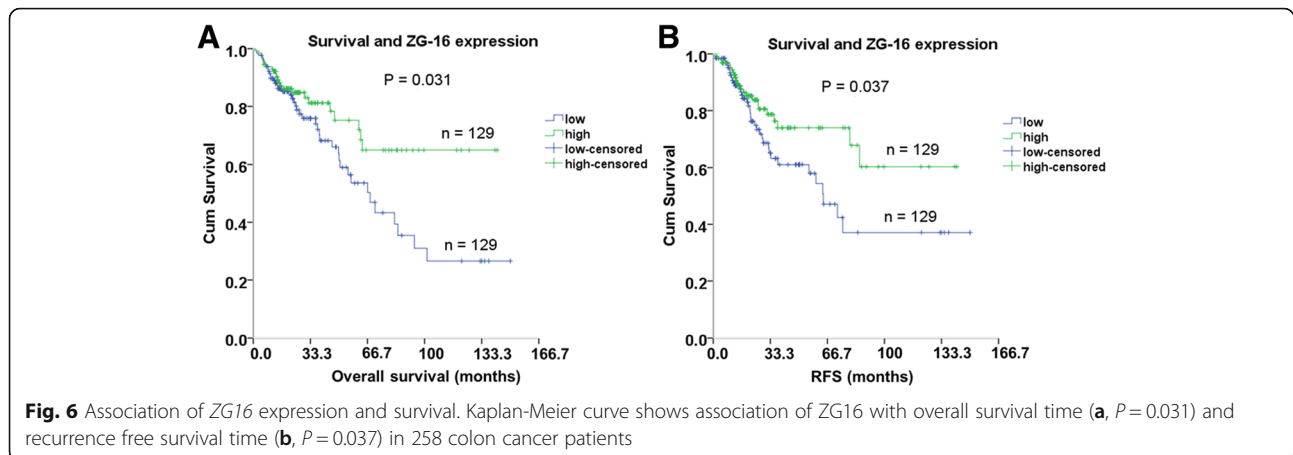 A
Survival and ZG-16 expression
P = 0.031
1.0
0.8
0.6
0.4
0.2
0.0
Cum Survival
n = 129
n = 129
low
high
low-censored
high-censored
0.0 33.3 66.7 100 133.3 166.7
Overall survival (months)
B
Survival and ZG-16 expression
P = 0.037
1.0
0.8
0.6
0.4
0.2
0.0
Cum Survival
n = 129
n = 129
low
high
low-censored
high-censored
0.0 33.3 66.7 100 133.3 166.7
RFS (months)
Fig. 6 Association of ZG16 expression and survival. Kaplan-Meier curve shows association of ZG16 with overall survival time (a, P = 0.031) and
recurrence free survival time (b, P = 0.037) in 258 colon cancer patients